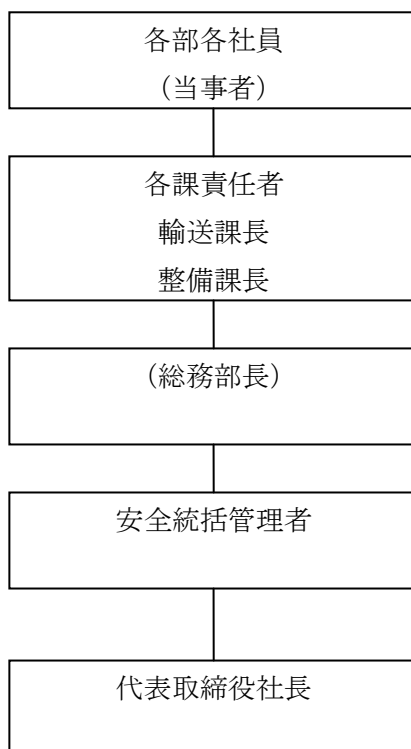 各部各社員
（当事者）
各課責任者
輸送課長
整備課長
（総務部長）
安全統括管理者
代表取締役社長